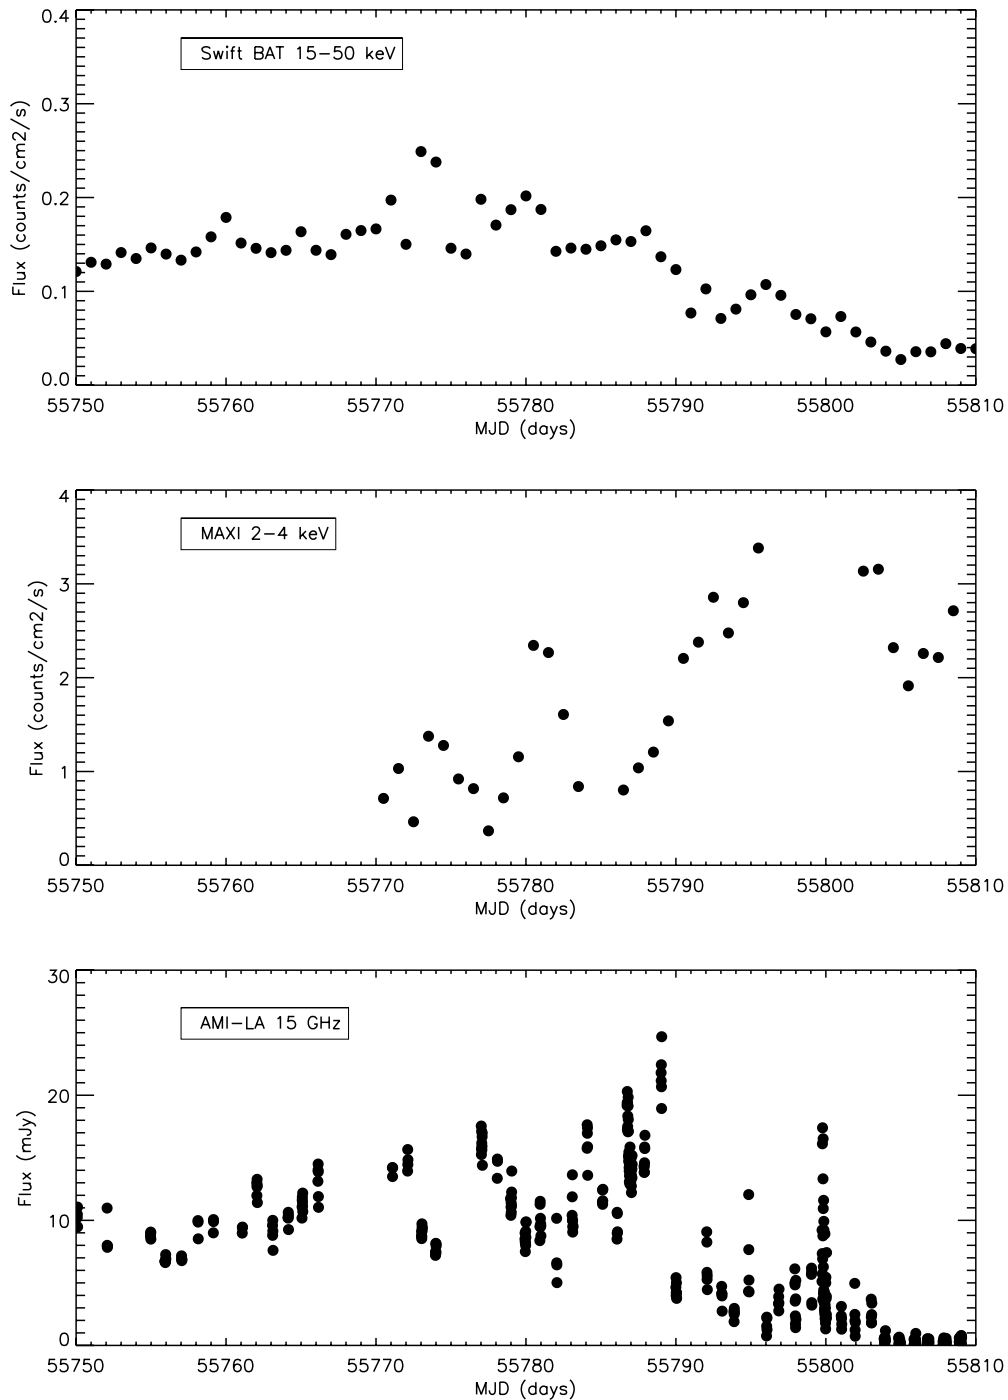 0.4
0.3
0.2
0.1
0.0
Flux (counts/cm2/s)
Swift BAT 15-50 keV
55750 55760 55770 55780 55790 55800 55810
MJD (days)
4
3
2
1
0
Flux (counts/cm2/s)
MAXI 2-4 keV
55750 55760 55770 55780 55790 55800 55810
MJD (days)
30
20
10
0
Flux (mJy)
AMI-LA 15 GHz
55750 55760 55770 55780 55790 55800 55810
MJD (days)